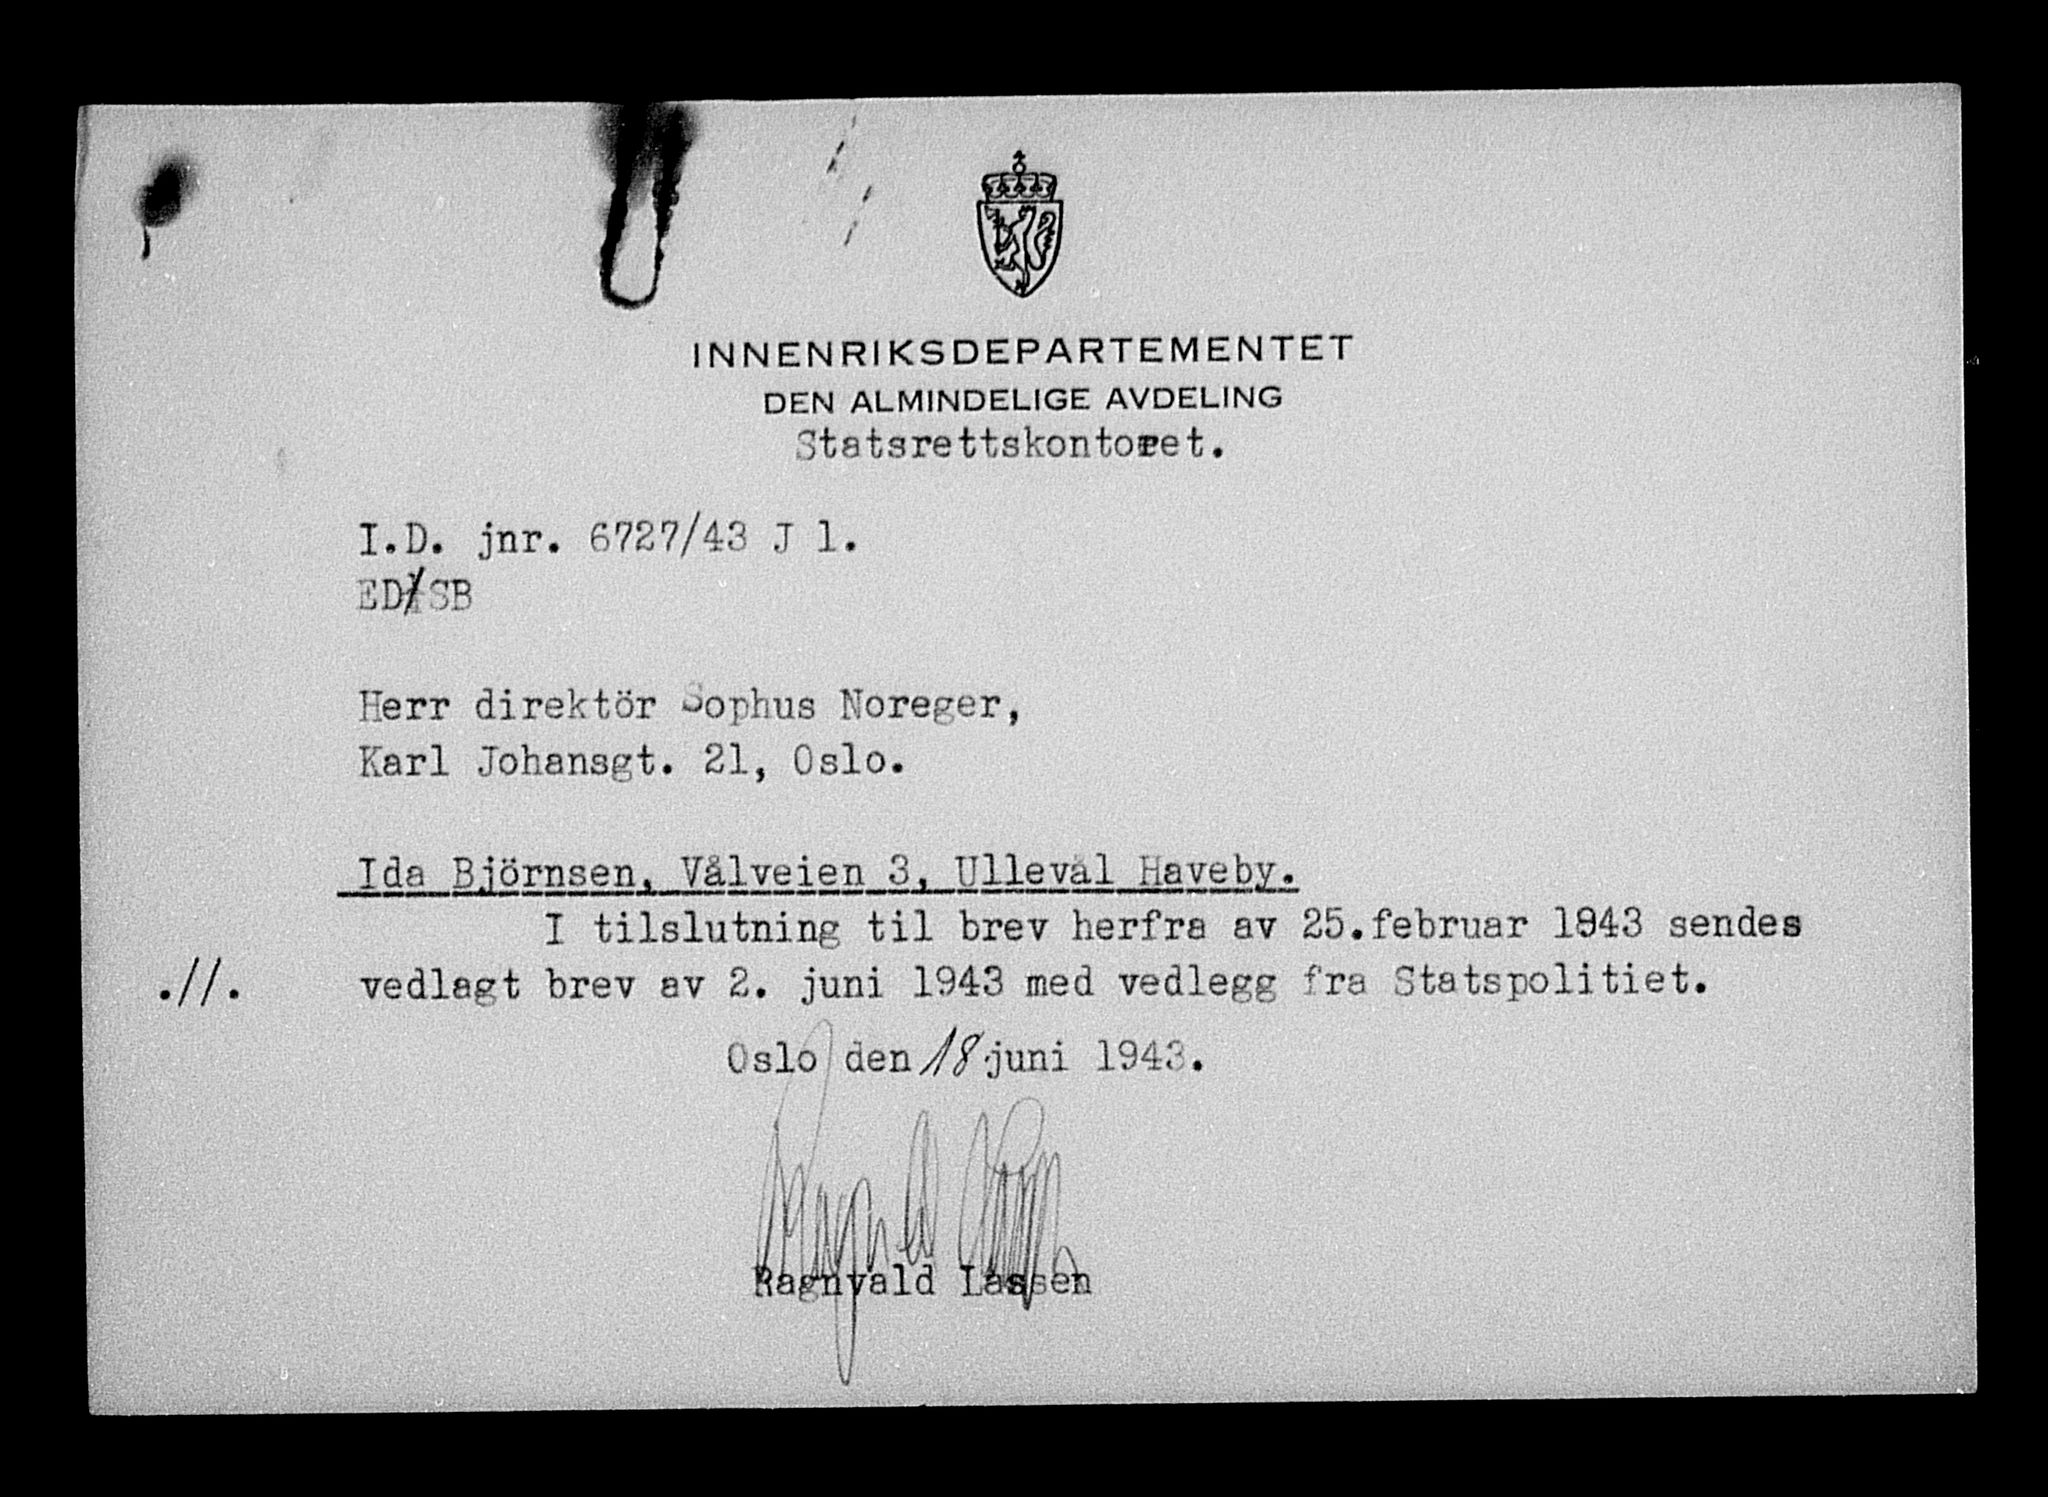 INNENRIKSDEPARTEMENTET
DEN ALMINDELIGE AVDELING
Statsrettskontoret.
I.D. jnr. 6727/43 J 1.
ED/SB
Herr direktör Sophus Noreger,
Karl Johansgt. 21, Oslo.
Ida Björnsen, Vålveien 3, Ullevål Haveby.
I tilslutning til brev herfra av 25.februar 1943 sendes
.//. vedlagt brev av 2. juni 1943 med vedlegg fra Statspolitiet.
Oslo den 18 juni 1943.
Ragnvald Lassen
Ragnvald Lassen